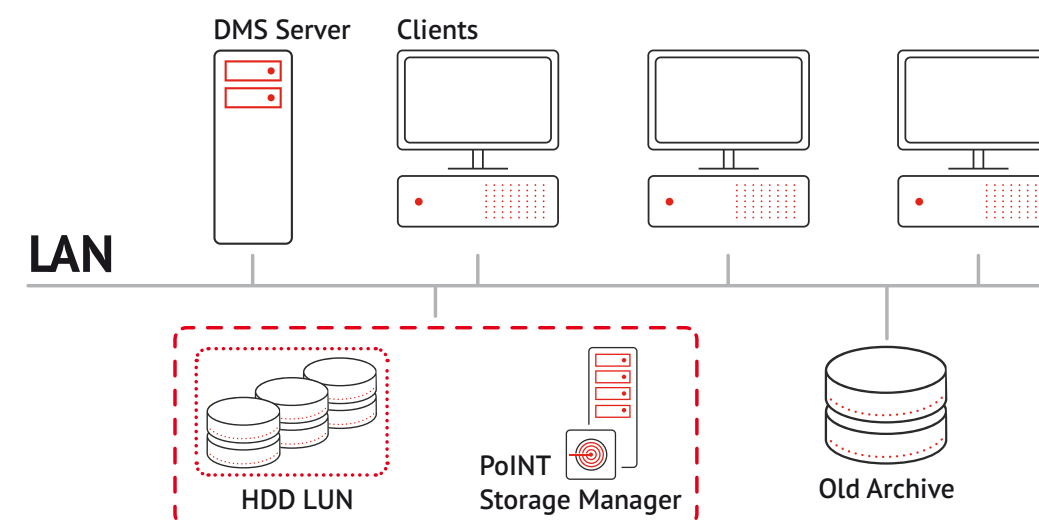 DMS Server
Clients
LAN
HDD LUN
PoINT
Storage Manager
Old Archive